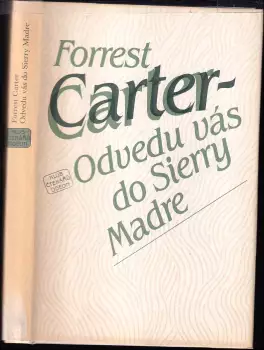 Forrest
Carter-
Odvedu vás
do Sierry
Madre
Forrest Carter
Odvedu vás do Sierry Madre